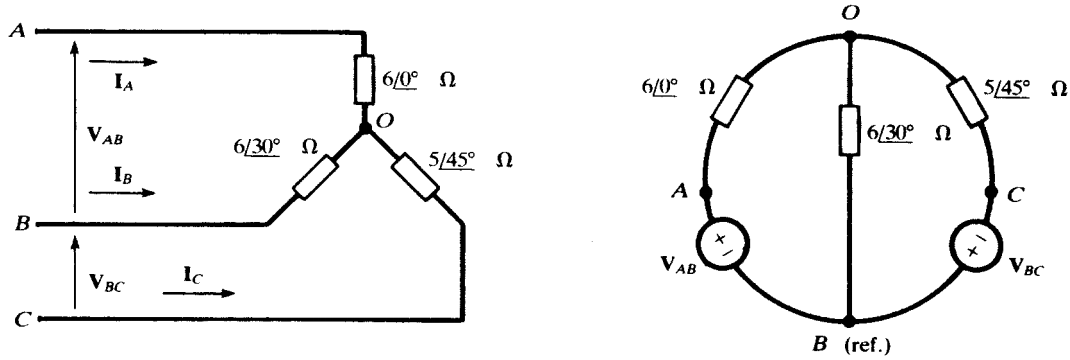 A
I_A
6/0° Ω
V_AB
O
6/30° Ω
5/45° Ω
I_B
B
V_BC
I_C
C
O
6/0° Ω
5/45° Ω
6/30° Ω
A
C
+ −
− +
V_AB
V_BC
B (ref.)